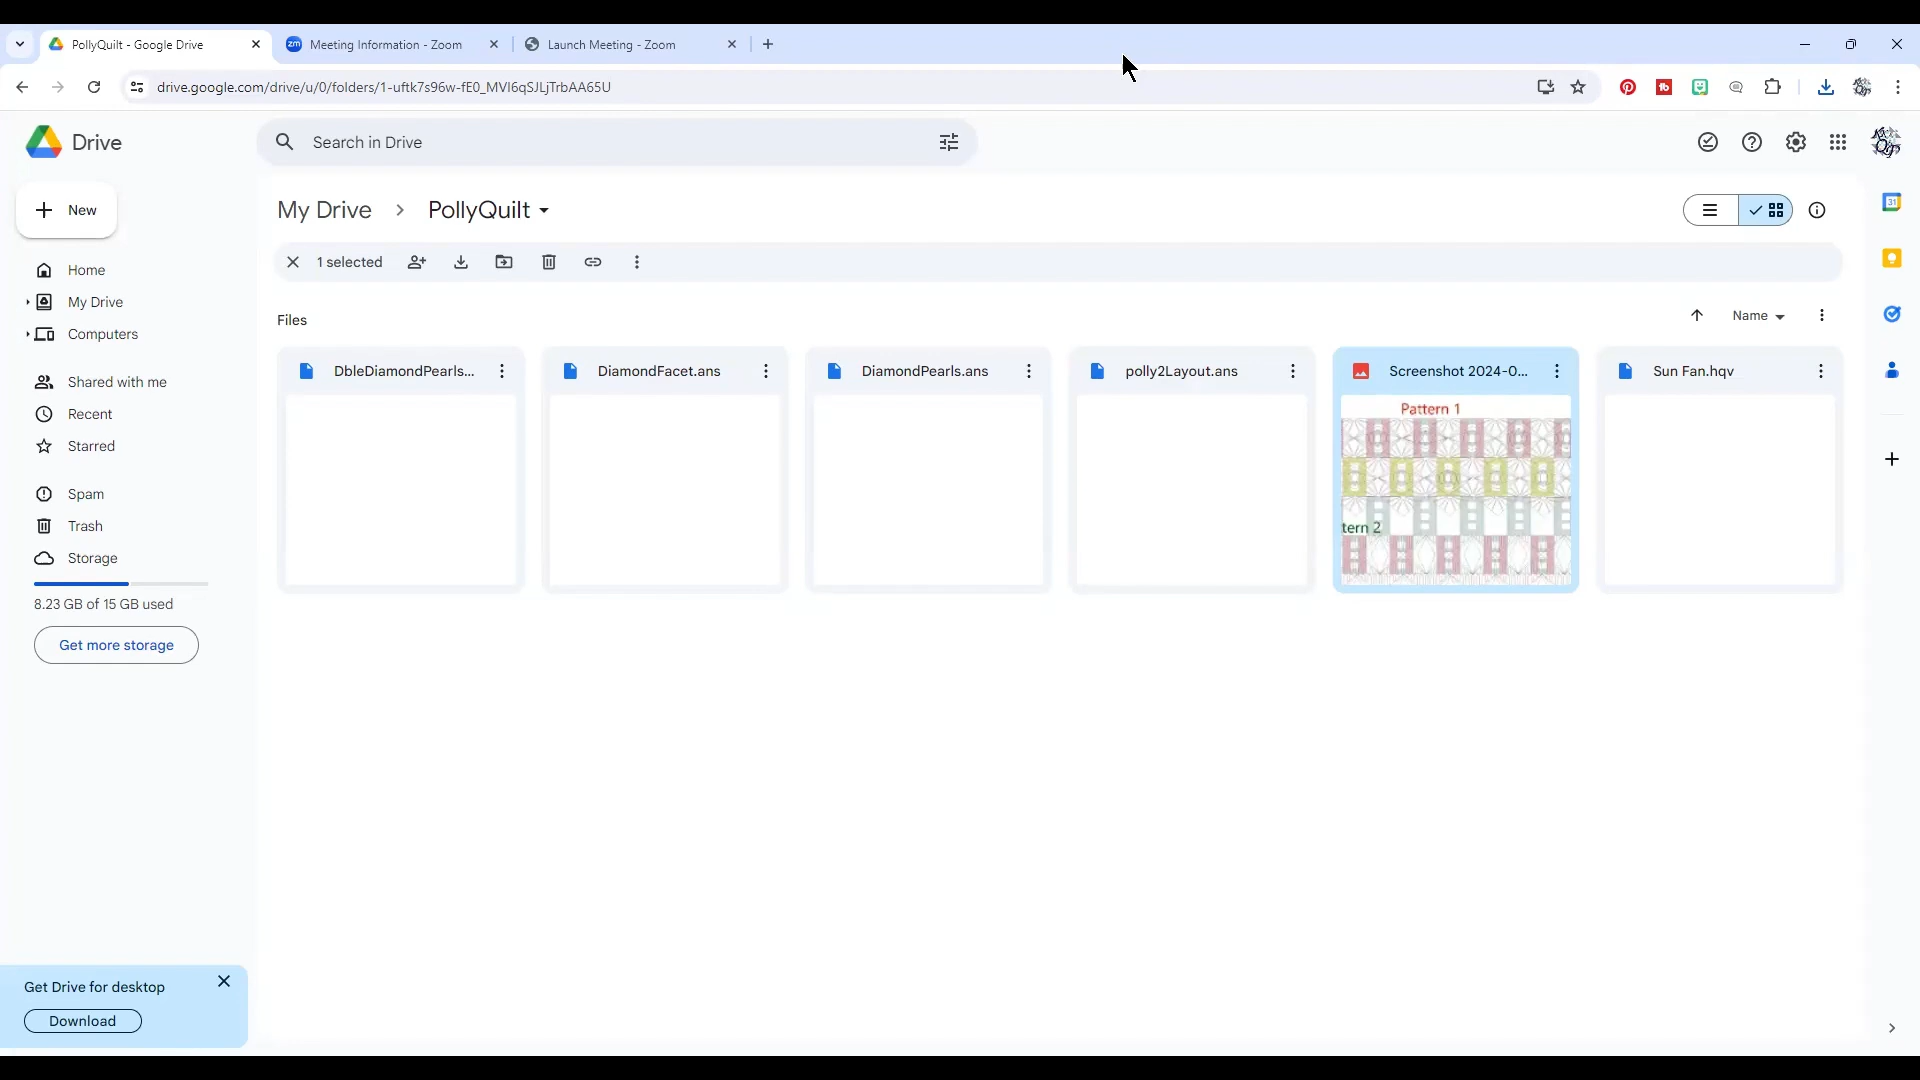 PollyQuilt - Google Drive
zm
Meeting Information - Zoom
Launch Meeting - Zoom
drive.google.com/drive/u/0/folders/1-uftk7s96w-fE0_MVI6qSJLjTrbAA65U
Drive
Search in Drive
New
My Drive > PollyQuilt
31
1 selected
Home
My Drive
Computers
Files
Name
Shared with me
Recent
Starred
Spam
Trash
Storage
8.23 GB of 15 GB used
Get more storage
DbleDiamondPearls...
DiamondFacet.ans
DiamondPearls.ans
polly2Layout.ans
Screenshot 2024-0...
Sun Fan.hqv
Pattern 1
tern 2
Get Drive for desktop
Download